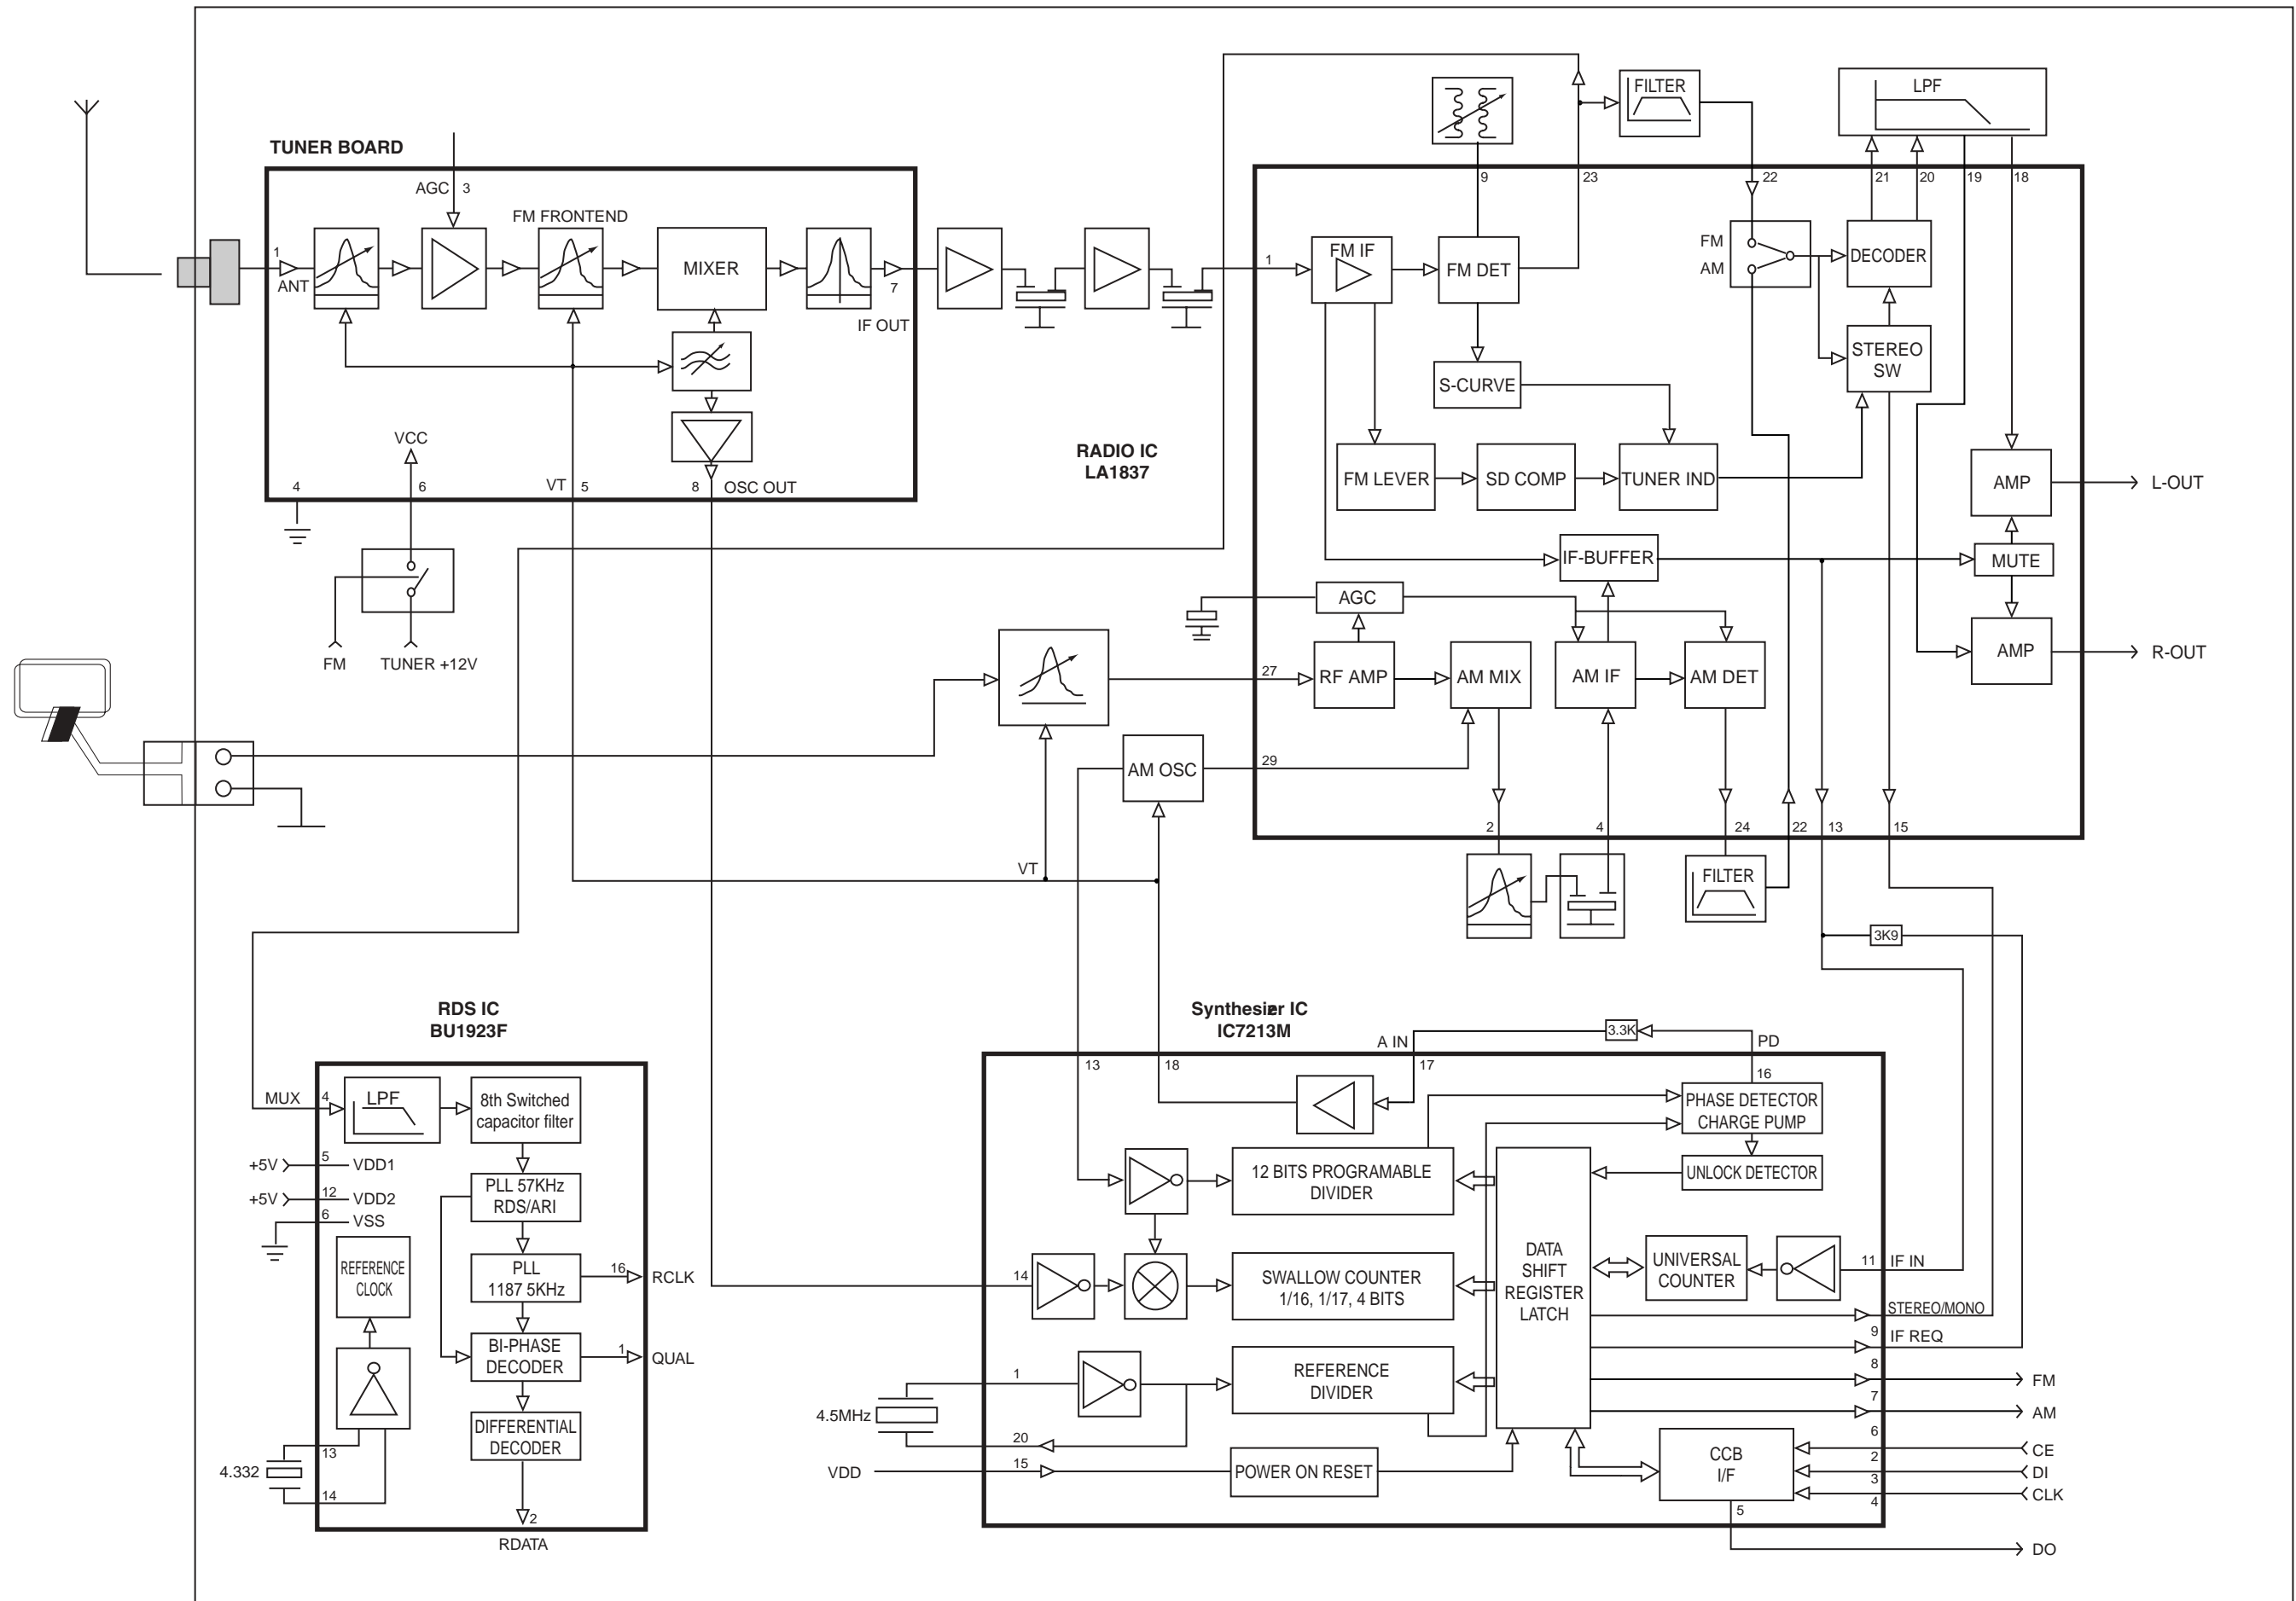 TUNER BOARD
AGC 3
FM FRONTEND
1
ANT
MIXER
7
IF OUT
VCC
4
6
VT 5
8 OSC OUT
FM
TUNER +12V
RADIO IC
LA1837
FILTER
LPF
9
23
22
21
20
19
18
1
FM IF
FM DET
FM
AM
DECODER
S-CURVE
STEREO
SW
FM LEVER
SD COMP
TUNER IND
AMP
L-OUT
IF-BUFFER
MUTE
AGC
27
RF AMP
AM MIX
AM IF
AM DET
AMP
R-OUT
AM OSC
29
2
4
24
22
13
15
VT
FILTER
3K9
RDS IC
BU1923F
MUX
4
LPF
8th Switched
capacitor filter
+5V
5
VDD1
+5V
12
VDD2
6
VSS
PLL 57KHz
RDS/ARI
REFERENCE
CLOCK
PLL
1187 5KHz
16
RCLK
BI-PHASE
DECODER
1
QUAL
DIFFERENTIAL
DECODER
4.332
13
14
2
RDATA
Synthesizer IC
IC7213M
A IN
3.3K
PD
13
18
17
16
PHASE DETECTOR
CHARGE PUMP
UNLOCK DETECTOR
12 BITS PROGRAMABLE
DIVIDER
14
SWALLOW COUNTER
1/16, 1/17, 4 BITS
DATA
SHIFT
REGISTER
LATCH
UNIVERSAL
COUNTER
11
IF IN
STEREO/MONO
9
IF REQ
8
FM
7
AM
6
1
4.5MHz
20
REFERENCE
DIVIDER
VDD
15
POWER ON RESET
CCB
I/F
CE
2
DI
3
CLK
4
5
DO